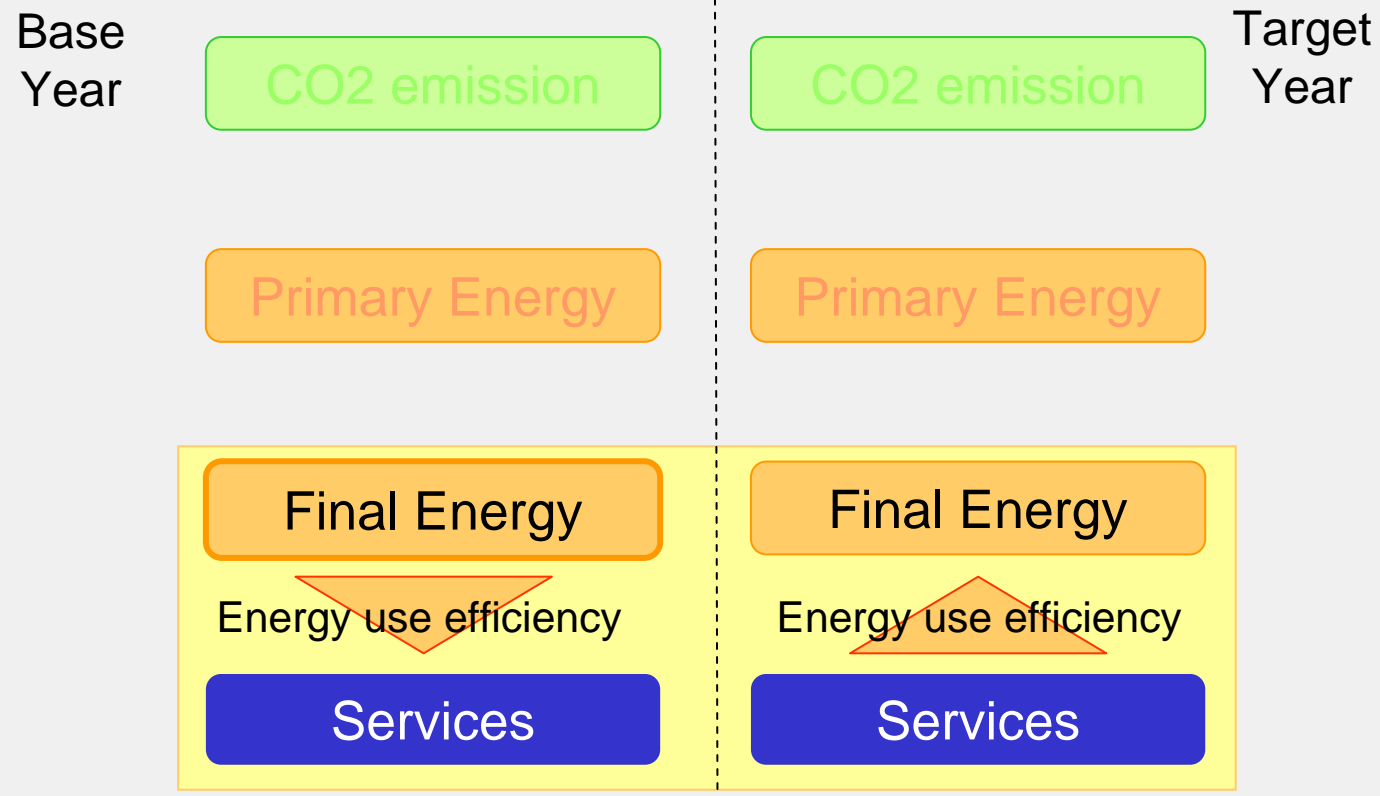 Base
Year
CO2 emission
CO2 emission
Target
Year
Primary Energy
Primary Energy
Final Energy
Final Energy
Energy use efficiency
Energy use efficiency
Services
Services